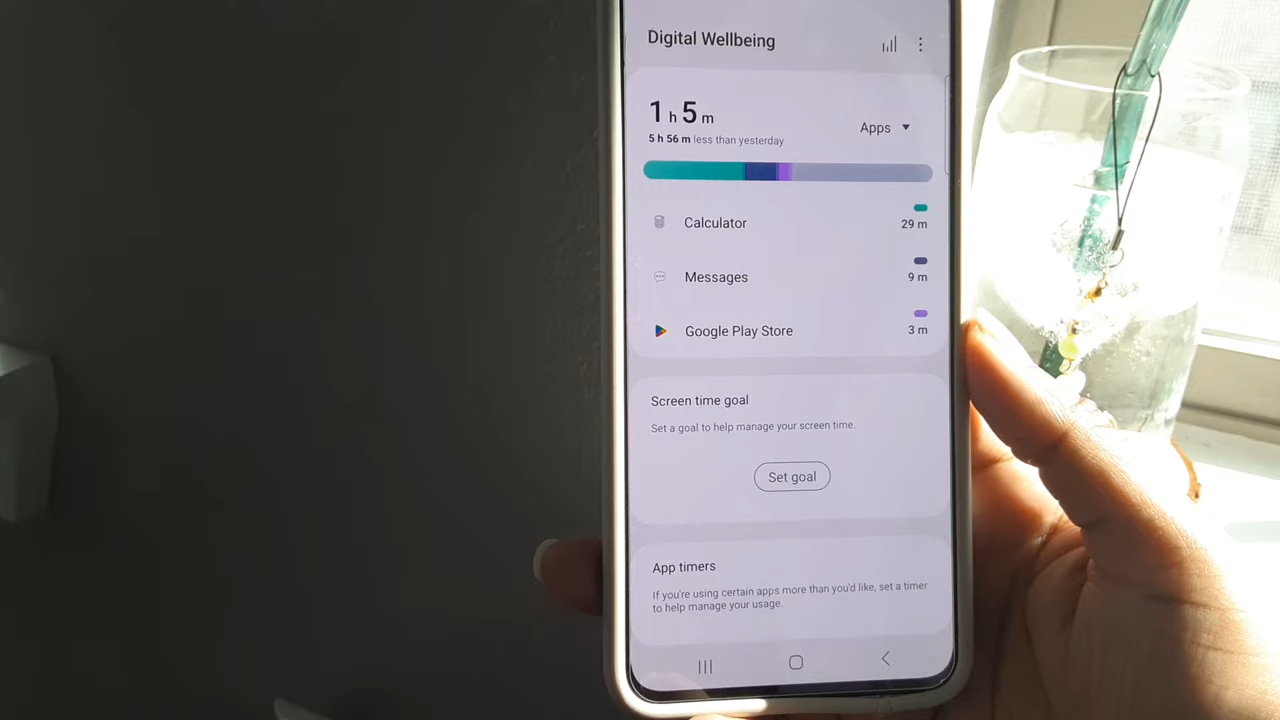 Digital Wellbeing
1 h 5 m
5 h 56 m less than yesterday
Apps
Calculator
29 m
Messages
9 m
Google Play Store
3 m
Screen time goal
Set a goal to help manage your screen time.
Set goal
App timers
If you're using certain apps more than you'd like, set a timer
to help manage your usage.